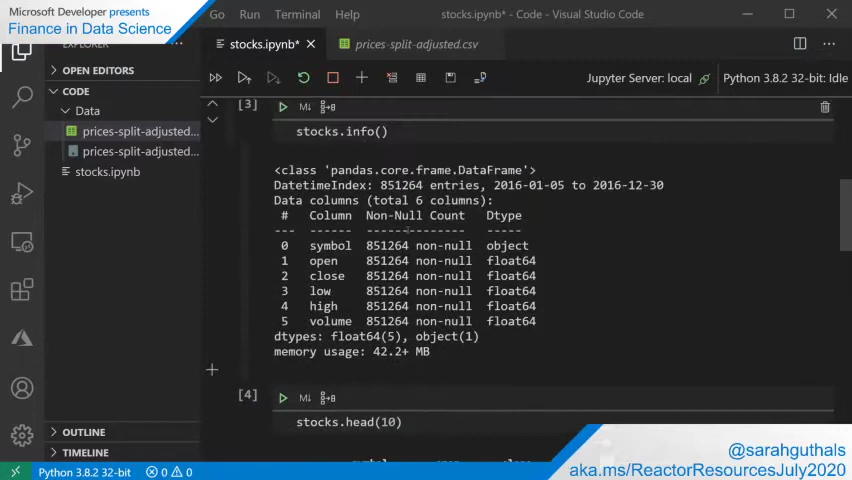 Microsoft Developer presents
Finance in Data Science
Go Run Terminal Help
stocks.ipynb* - Code - Visual Studio Code
EXPLORER
stocks.ipynb*
prices-split-adjusted.csv
OPEN EDITORS
CODE
Data
prices-split-adjusted...
prices-split-adjusted...
stocks.ipynb
Jupyter Server: local
Python 3.8.2 32-bit: Idle
[3]
M↓
stocks.info()
<class 'pandas.core.frame.DataFrame'>
DatetimeIndex: 851264 entries, 2016-01-05 to 2016-12-30
Data columns (total 6 columns):
# Column Non-Null Count Dtype
--- ------ -------------- -----
0 symbol 851264 non-null object
1 open 851264 non-null float64
2 close 851264 non-null float64
3 low 851264 non-null float64
4 high 851264 non-null float64
5 volume 851264 non-null float64
dtypes: float64(5), object(1)
memory usage: 42.2+ MB
[4]
M↓
stocks.head(10)
OUTLINE
TIMELINE
Python 3.8.2 32-bit
0 0
@sarahguthals
aka.ms/ReactorResourcesJuly2020